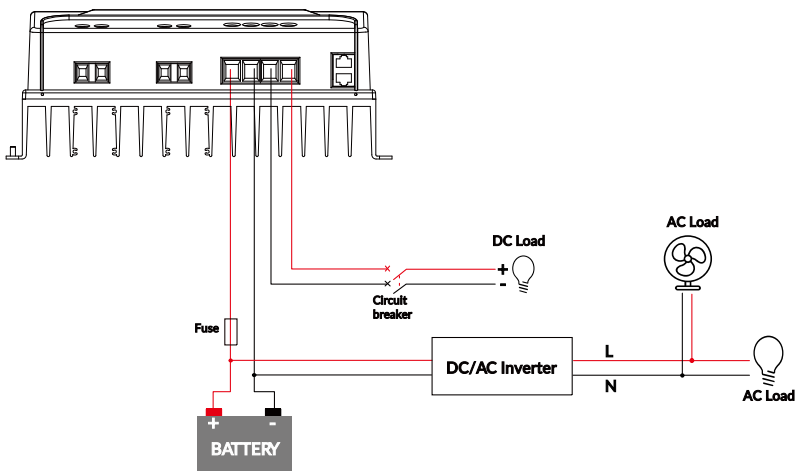 AC Load
DC Load
+
-
Circuit
breaker
Fuse
L
DC/AC Inverter
N
AC Load
+ -
BATTERY